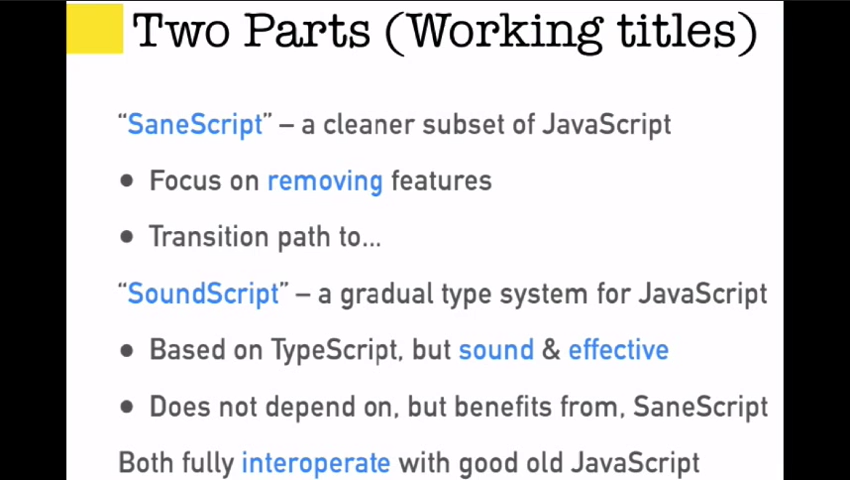 Two Parts (Working titles)
“SaneScript” – a cleaner subset of JavaScript
• Focus on removing features
• Transition path to...
“SoundScript” – a gradual type system for JavaScript
• Based on TypeScript, but sound & effective
• Does not depend on, but benefits from, SaneScript
Both fully interoperate with good old JavaScript